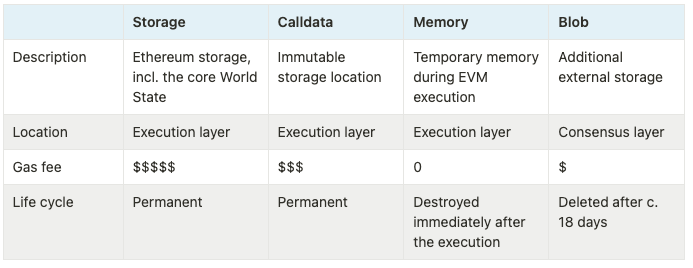 Storage Calldata Memory Blob
Description Ethereum storage, Immutable Temporary memory Additional
incl. the core World storage location during EVM external storage
State execution
Location Execution layer Execution layer Execution layer Consensus layer
Gas fee $$$$$ $$$ 0 $
Life cycle Permanent Permanent Destroyed Deleted after c.
immediately after 18 days
the execution